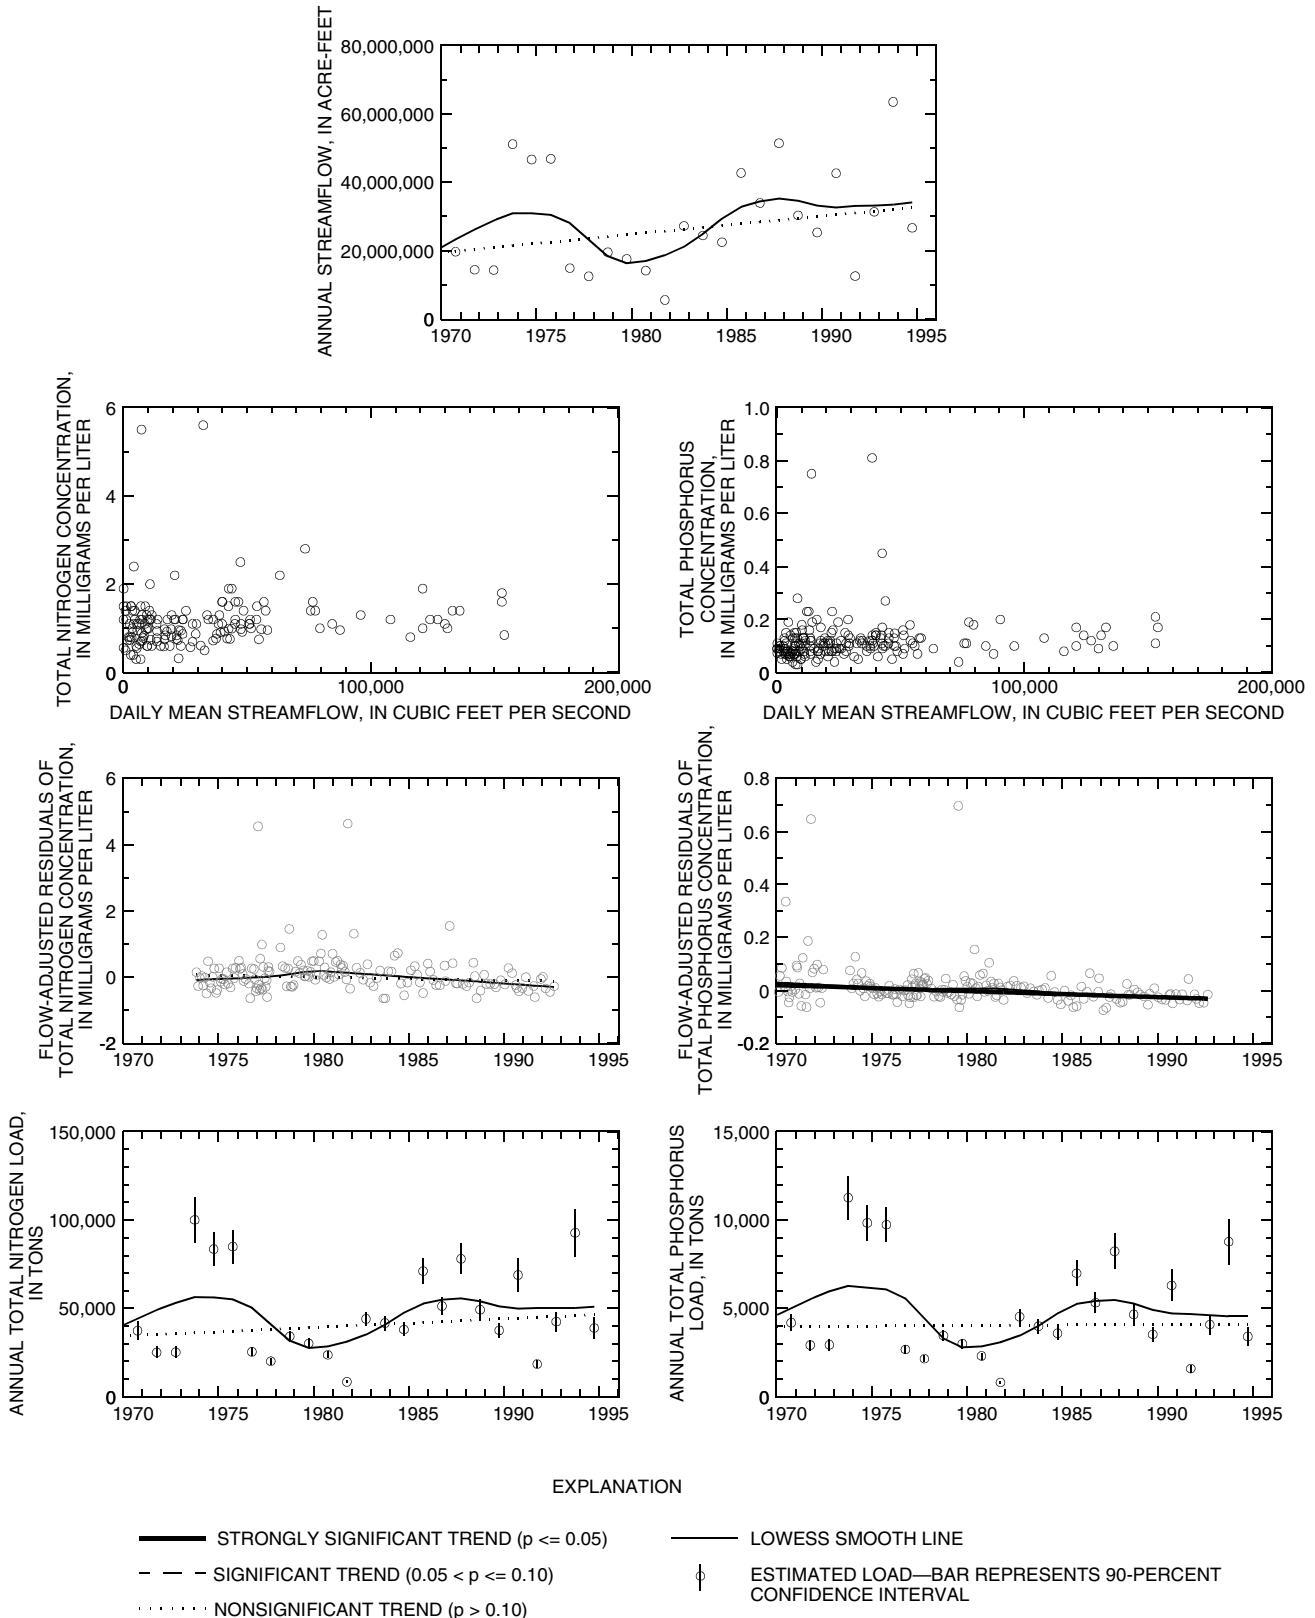 ANNUAL STREAMFLOW, IN ACRE-FEET
80,000,000
60,000,000
40,000,000
20,000,000
0
1970 1975 1980 1985 1990 1995
TOTAL NITROGEN CONCENTRATION,
IN MILLIGRAMS PER LITER
6
4
2
0
0 100,000 200,000
DAILY MEAN STREAMFLOW, IN CUBIC FEET PER SECOND
TOTAL PHOSPHORUS
CONCENTRATION,
IN MILLIGRAMS PER LITER
1.0
0.8
0.6
0.4
0.2
0
0 100,000 200,000
DAILY MEAN STREAMFLOW, IN CUBIC FEET PER SECOND
FLOW-ADJUSTED RESIDUALS OF
TOTAL NITROGEN CONCENTRATION,
IN MILLIGRAMS PER LITER
6
4
2
0
-2
1970 1975 1980 1985 1990 1995
FLOW-ADJUSTED RESIDUALS OF
TOTAL PHOSPHORUS CONCENTRATION,
IN MILLIGRAMS PER LITER
0.8
0.6
0.4
0.2
0
-0.2
1970 1975 1980 1985 1990 1995
ANNUAL TOTAL NITROGEN LOAD,
IN TONS
150,000
100,000
50,000
0
1970 1975 1980 1985 1990 1995
ANNUAL TOTAL PHOSPHORUS
LOAD, IN TONS
15,000
10,000
5,000
0
1970 1975 1980 1985 1990 1995
EXPLANATION
STRONGLY SIGNIFICANT TREND (p <= 0.05)
SIGNIFICANT TREND (0.05 < p <= 0.10)
NONSIGNIFICANT TREND (p > 0.10)
LOWESS SMOOTH LINE
ESTIMATED LOAD—BAR REPRESENTS 90-PERCENT
CONFIDENCE INTERVAL